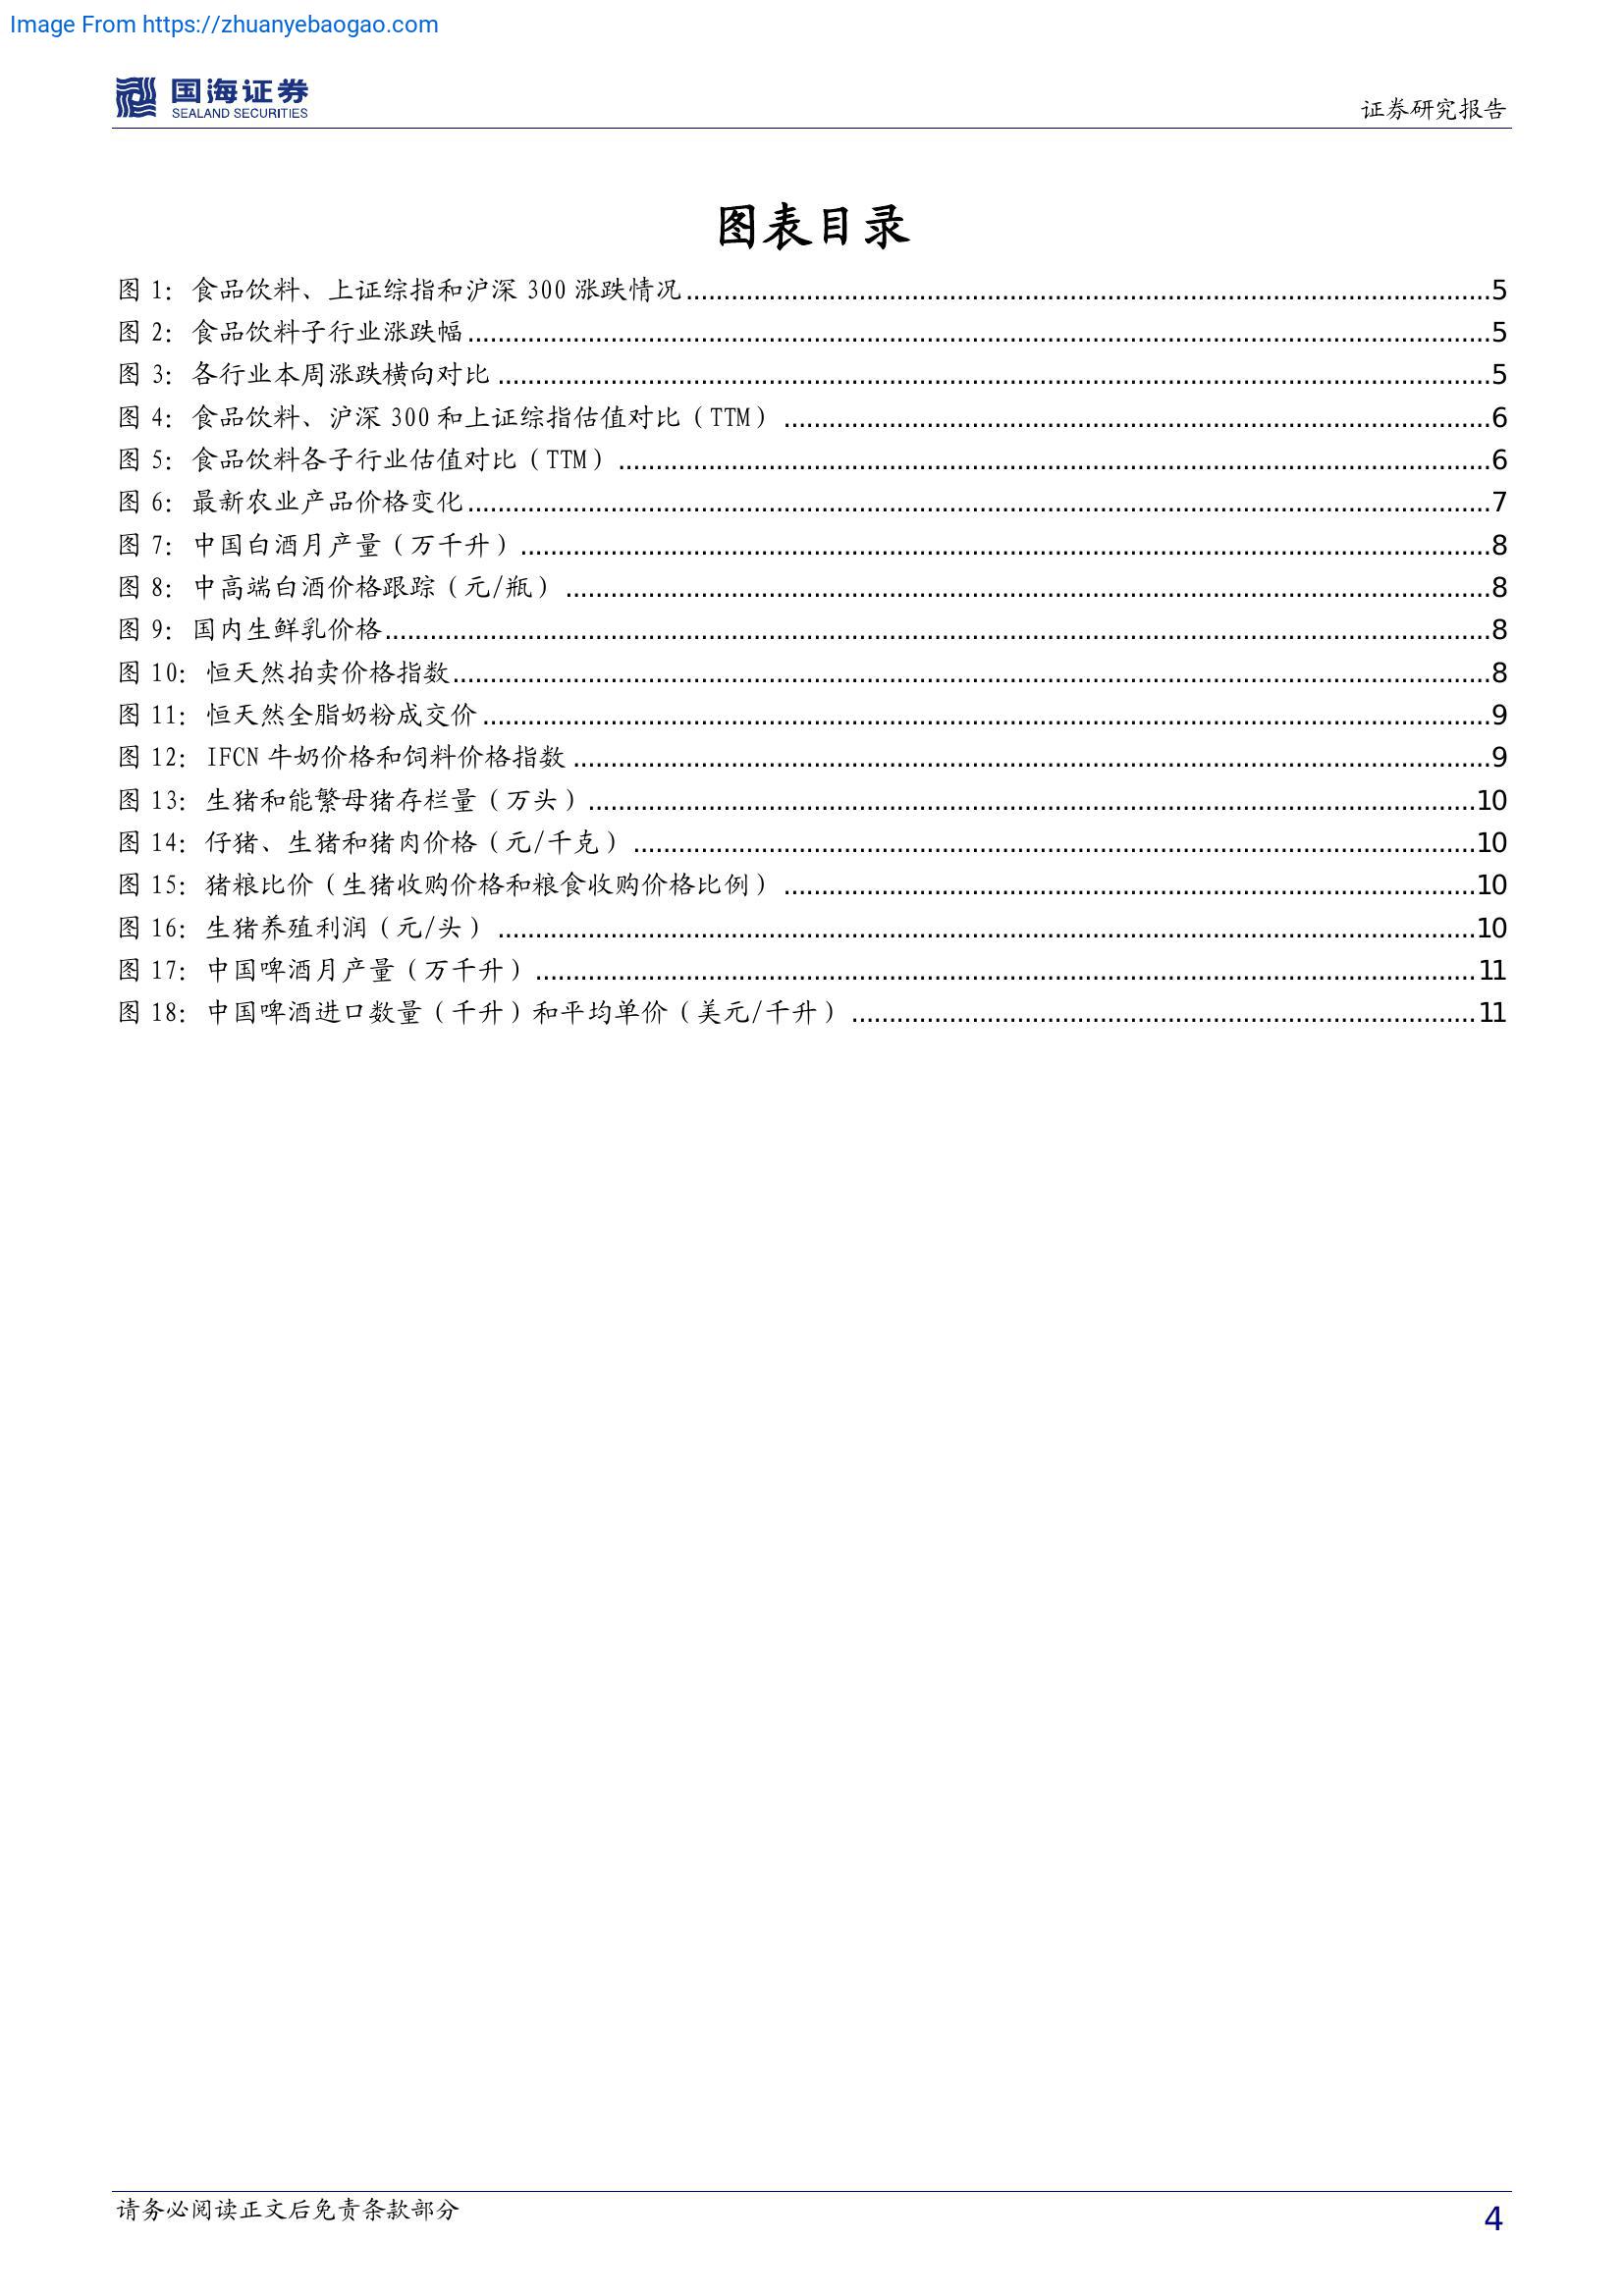 Image From https://zhuanyebaogao.com
国海证券
SEALAND SECURITIES
证券研究报告
图表目录
图 1: 食品饮料、上证综指和沪深 300 涨跌情况........................5
图 2: 食品饮料子行业涨跌幅........................5
图 3: 各行业本周涨跌横向对比........................5
图 4: 食品饮料、沪深 300 和上证综指估值对比（TTM）........................6
图 5: 食品饮料各子行业估值对比（TTM）........................6
图 6: 最新农业产品价格变化........................7
图 7: 中国白酒月产量（万千升）........................8
图 8: 中高端白酒价格跟踪（元/瓶）........................8
图 9: 国内生鲜乳价格........................8
图 10: 恒天然拍卖价格指数........................8
图 11: 恒天然全脂奶粉成交价........................9
图 12: IFCN 牛奶价格和饲料价格指数........................9
图 13: 生猪和能繁母猪存栏量（万头）........................10
图 14: 仔猪、生猪和猪肉价格（元/千克）........................10
图 15: 猪粮比价（生猪收购价格和粮食收购价格比例）........................10
图 16: 生猪养殖利润（元/头）........................10
图 17: 中国啤酒月产量（万千升）........................11
图 18: 中国啤酒进口数量（千升）和平均单价（美元/千升）........................11
请务必阅读正文后免责条款部分
4